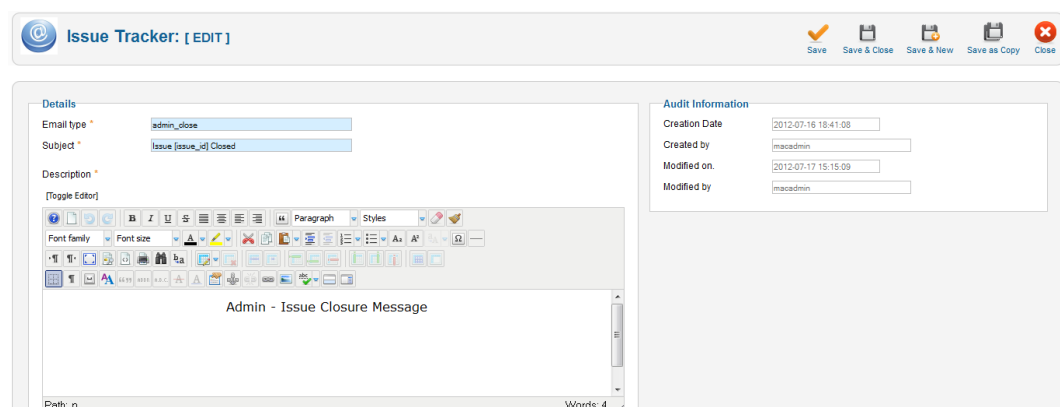 Issue Tracker: [ EDIT ]
Save Save & Close Save & New Save as Copy Close
Details
Email type * admin_close
Subject * Issue [issue_id] Closed
Description *
[Toggle Editor]
B I U S Paragraph Styles
Font family Font size A A₂ A² Ω —
Admin - Issue Closure Message
Path: p Words: 4
Audit Information
Creation Date 2012-07-16 18:41:08
Created by macadmin
Modified on. 2012-07-17 15:15:09
Modified by macadmin